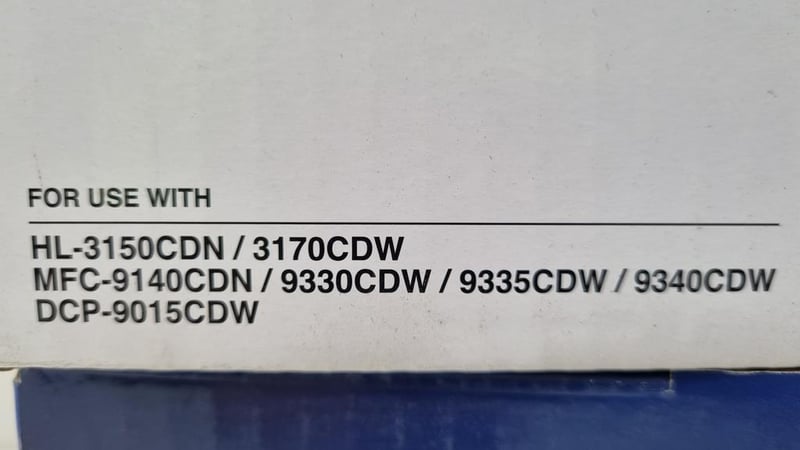 FOR USE WITH
HL-3150CDN / 3170CDW
MFC-9140CDN / 9330CDW / 9335CDW / 9340CDW
DCP-9015CDW